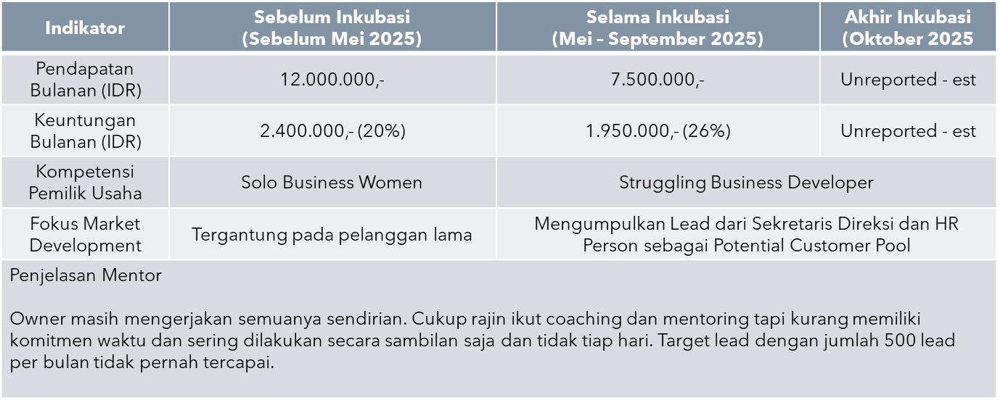 Indikator
Sebelum Inkubasi
(Sebelum Mei 2025)
Selama Inkubasi
(Mei – September 2025)
Akhir Inkubasi
(Oktober 2025
Pendapatan
Bulanan (IDR)
12.000.000,-
7.500.000,-
Unreported - est
Keuntungan
Bulanan (IDR)
2.400.000,- (20%)
1.950.000,- (26%)
Unreported - est
Kompetensi
Pemilik Usaha
Solo Business Women
Struggling Business Developer
Fokus Market
Development
Tergantung pada pelanggan lama
Mengumpulkan Lead dari Sekretaris Direksi dan HR
Person sebagai Potential Customer Pool
Penjelasan Mentor
Owner masih mengerjakan semuanya sendirian. Cukup rajin ikut coaching dan mentoring tapi kurang memiliki
komitmen waktu dan sering dilakukan secara sambilan saja dan tidak tiap hari. Target lead dengan jumlah 500 lead
per bulan tidak pernah tercapai.